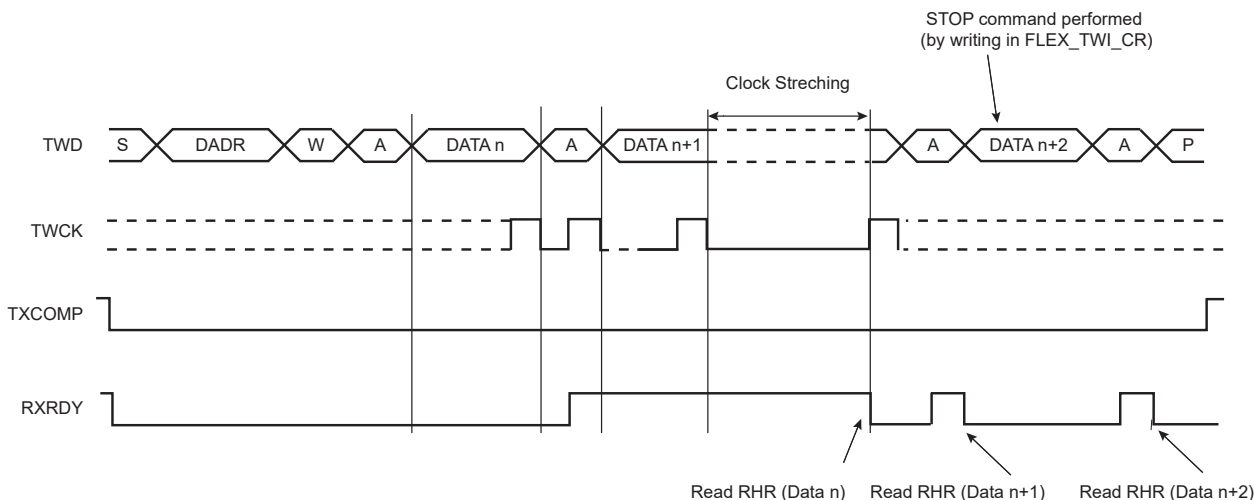 STOP command performed
(by writing in FLEX_TWI_CR)
Clock Streching
TWD S DADR W A DATA n A DATA n+1 A DATA n+2 A P
TWCK
TXCOMP
RXRDY
Read RHR (Data n) Read RHR (Data n+1) Read RHR (Data n+2)